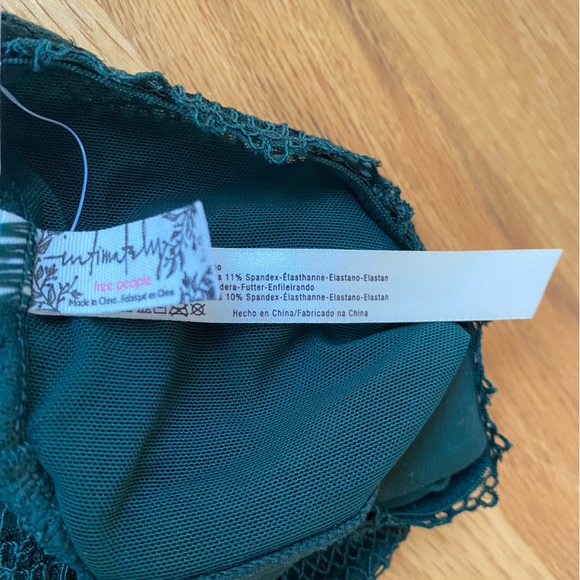 intimately
free people
Made in China . Fabriqué en Chine
11% Spandex-Élasthanne-Elastano-Elastan
dera-Futter-Enfileirando
10% Spandex-Élasthanne-Elastano-Elastan
Hecho en China/Fabricado na China